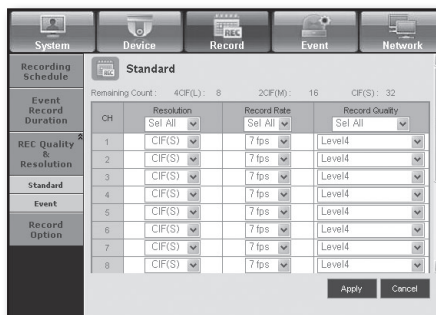 System Device Record Event Network
Recording
Schedule
Event
Record
Duration
REC Quality
&
Resolution
Standard
Event
Record
Option
REC
Standard
Remaining Count : 4CIF(L) : 8 2CIF(M) : 16 CIF(S) : 32
CH Resolution Record Rate Record Quality
Sel All Sel All Sel All
1 CIF(S) 7 fps Level4
2 CIF(S) 7 fps Level4
3 CIF(S) 7 fps Level4
4 CIF(S) 7 fps Level4
5 CIF(S) 7 fps Level4
6 CIF(S) 7 fps Level4
7 CIF(S) 7 fps Level4
8 CIF(S) 7 fps Level4
Apply Cancel